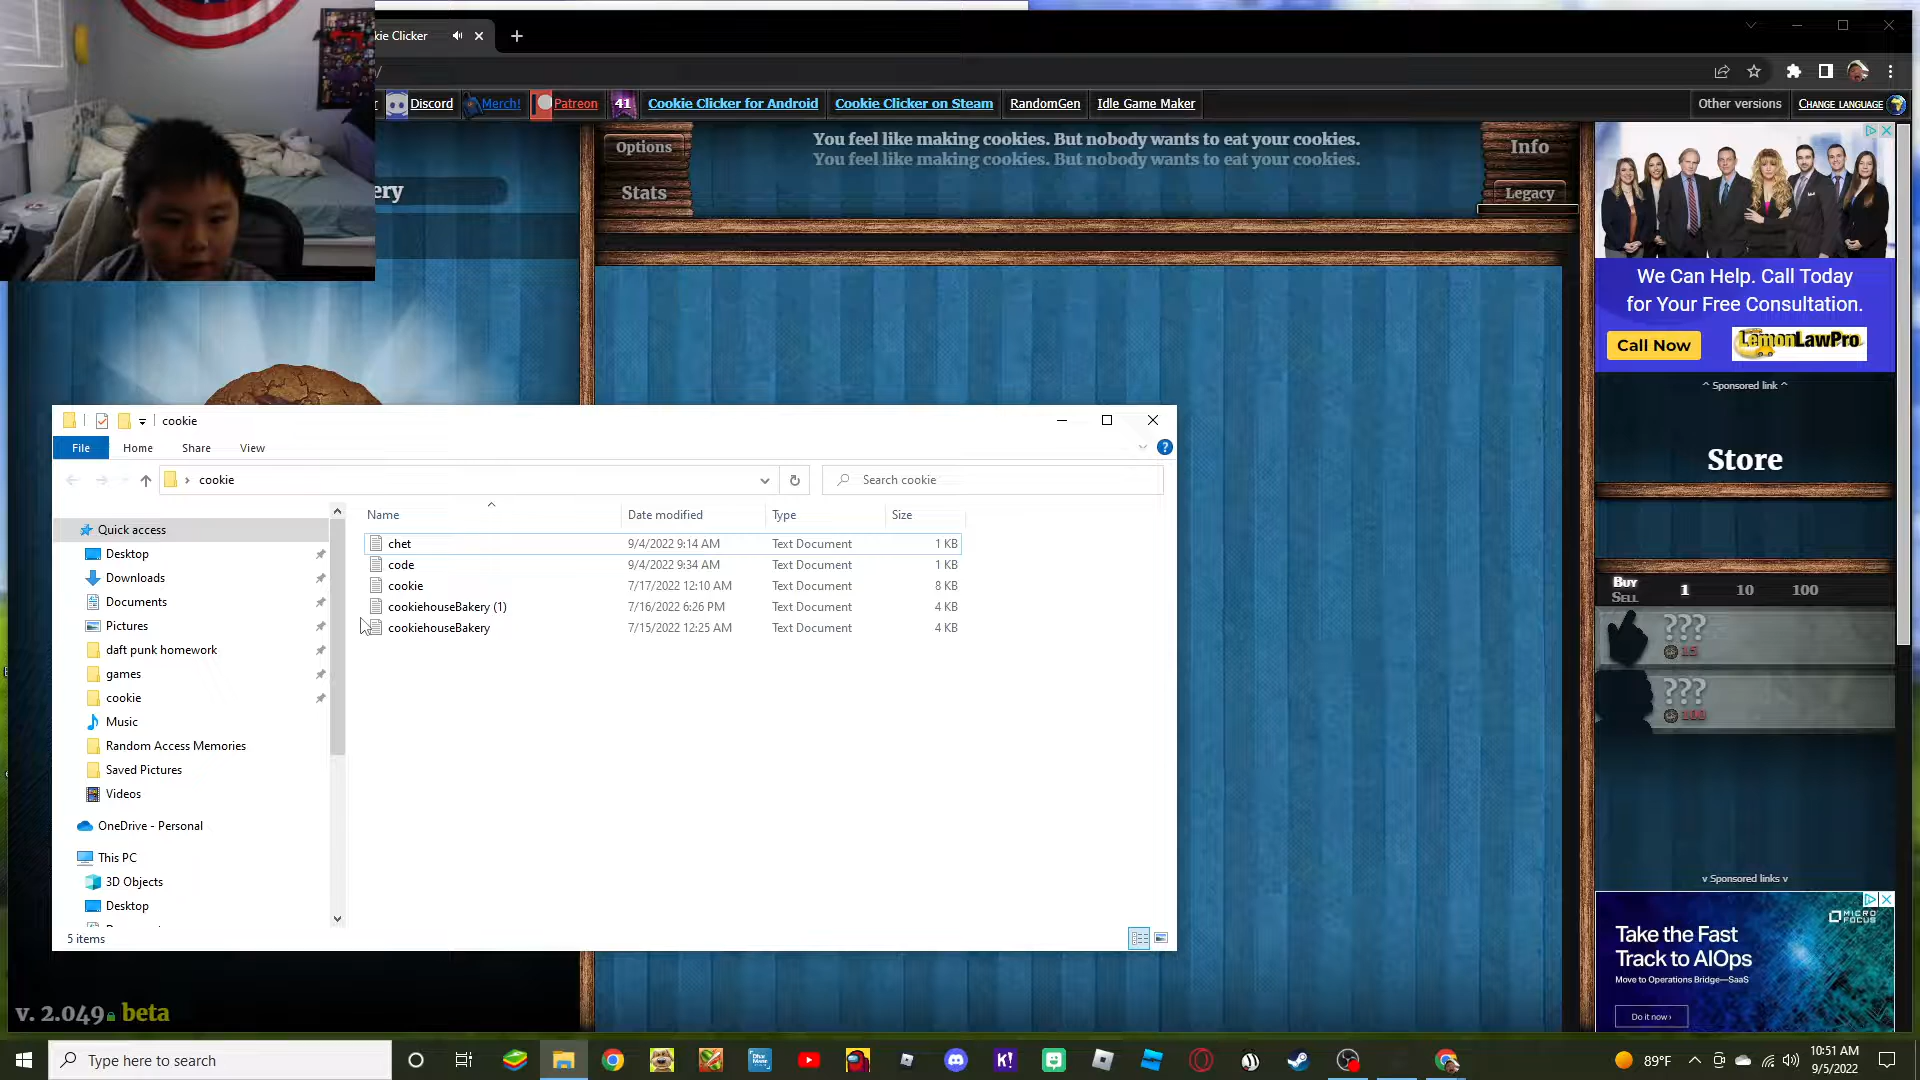 kie Clicker
/
r
Discord
Merch!
Patreon
41
Cookie Clicker for Android
Cookie Clicker on Steam
RandomGen
Idle Game Maker
Other versions
CHANGE LANGUAGE
ry
Options
Stats
You feel like making cookies. But nobody wants to eat your cookies.
You feel like making cookies. But nobody wants to eat your cookies.
Info
Legacy
We Can Help. Call Today
for Your Free Consultation.
Call Now
LemonLawPro
^ Sponsored link ^
Store
Buy
Sell
1
10
100
???
15
???
100
v Sponsored links v
MICRO
FOCUS
Take the Fast
Track to AIOps
Move to Operations Bridge—SaaS
Do it now ›
cookie
File
Home
Share
View
cookie
Search cookie
Name
Date modified
Type
Size
chet
9/4/2022 9:14 AM
Text Document
1 KB
code
9/4/2022 9:34 AM
Text Document
1 KB
cookie
7/17/2022 12:10 AM
Text Document
8 KB
cookiehouseBakery (1)
7/16/2022 6:26 PM
Text Document
4 KB
cookiehouseBakery
7/15/2022 12:25 AM
Text Document
4 KB
Quick access
Desktop
Downloads
Documents
Pictures
daft punk homework
games
cookie
Music
Random Access Memories
Saved Pictures
Videos
OneDrive - Personal
This PC
3D Objects
Desktop
5 items
v. 2.049 beta
Type here to search
K!
89°F
10:51 AM
9/5/2022